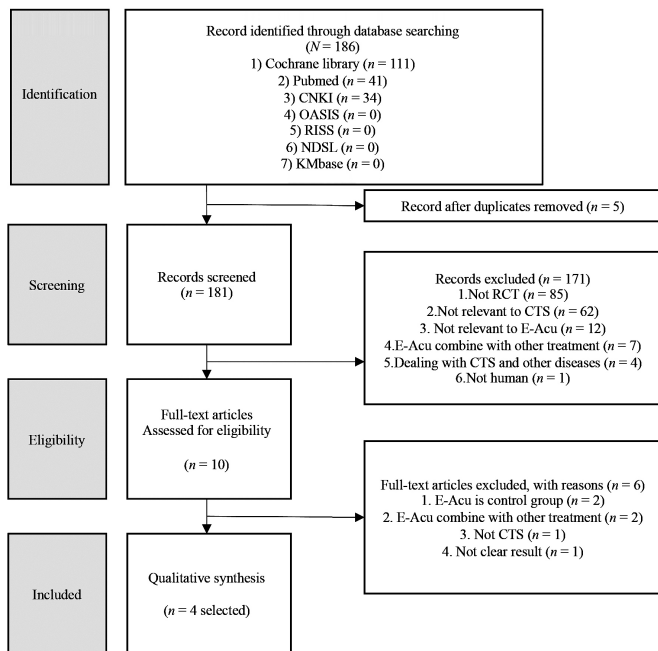 Identification
Record identified through database searching
(N = 186)
1) Cochrane library (n = 111)
2) Pubmed (n = 41)
3) CNKI (n = 34)
4) OASIS (n = 0)
5) RISS (n = 0)
6) NDSL (n = 0)
7) KMbase (n = 0)
Record after duplicates removed (n = 5)
Screening
Records screened
(n = 181)
Records excluded (n = 171)
1.Not RCT (n = 85)
2.Not relevant to CTS (n = 62)
3. Not relevant to E-Acu (n = 12)
4.E-Acu combine with other treatment (n = 7)
5.Dealing with CTS and other diseases (n = 4)
6.Not human (n = 1)
Eligibility
Full-text articles
Assessed for eligibility
(n = 10)
Full-text articles excluded, with reasons (n = 6)
1. E-Acu is control group (n = 2)
2. E-Acu combine with other treatment (n = 2)
3. Not CTS (n = 1)
4. Not clear result (n = 1)
Included
Qualitative synthesis
(n = 4 selected)